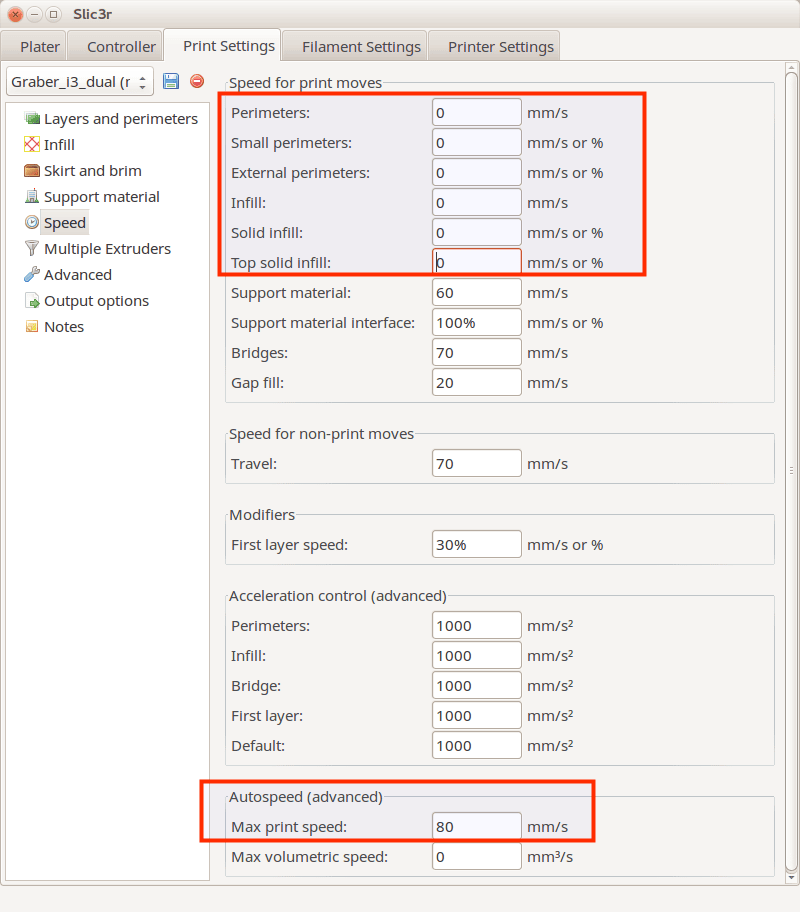 Slic3r
Plater Controller Print Settings Filament Settings Printer Settings
Graber_i3_dual (r
Layers and perimeters
Infill
Skirt and brim
Support material
Speed
Multiple Extruders
Advanced
Output options
Notes
Speed for print moves
Perimeters: 0 mm/s
Small perimeters: 0 mm/s or %
External perimeters: 0 mm/s or %
Infill: 0 mm/s
Solid infill: 0 mm/s or %
Top solid infill: 0 mm/s or %
Support material: 60 mm/s
Support material interface: 100% mm/s or %
Bridges: 70 mm/s
Gap fill: 20 mm/s
Speed for non-print moves
Travel: 70 mm/s
Modifiers
First layer speed: 30% mm/s or %
Acceleration control (advanced)
Perimeters: 1000 mm/s²
Infill: 1000 mm/s²
Bridge: 1000 mm/s²
First layer: 1000 mm/s²
Default: 1000 mm/s²
Autospeed (advanced)
Max print speed: 80 mm/s
Max volumetric speed: 0 mm³/s